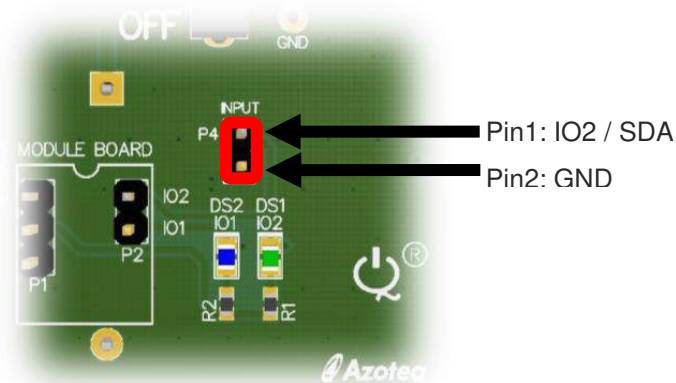 OFF
GND
INPUT
P4
Pin1: IO2 / SDA
Pin2: GND
MODULE BOARD
IO2
IO1
P2
P1
DS2 DS1
IO1 IO2
R2 R1
®
Azoteq